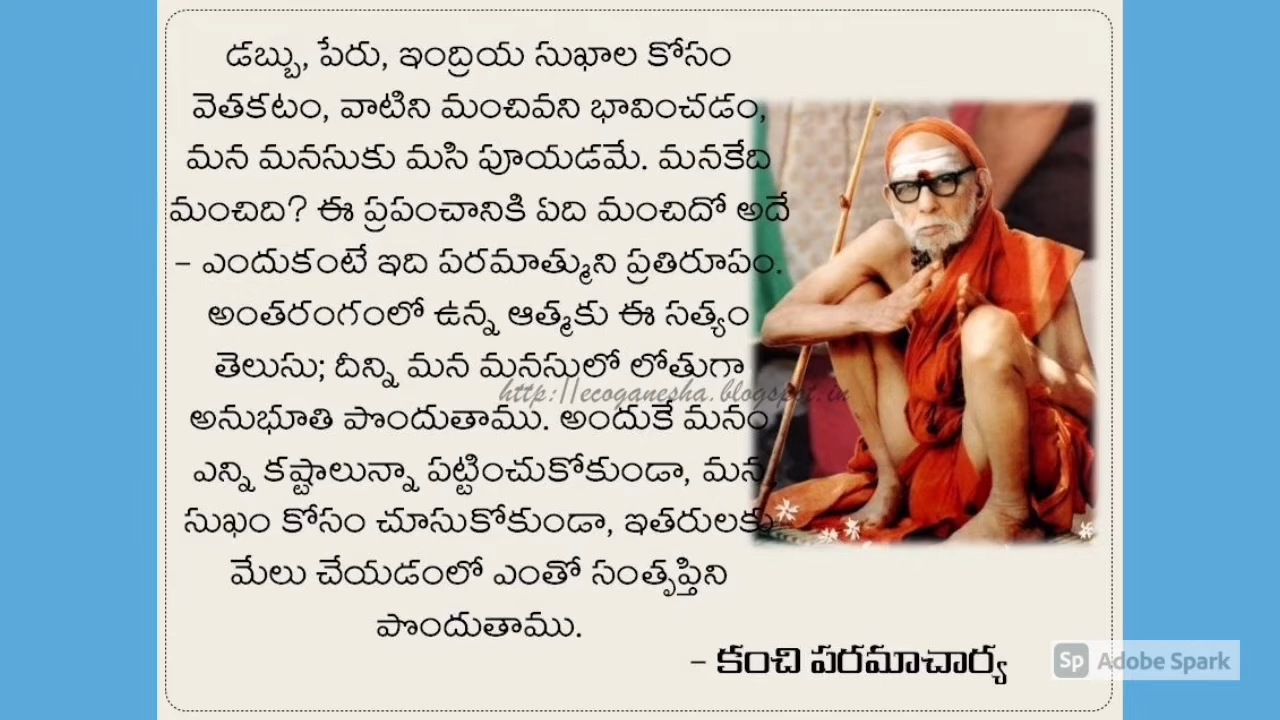 డబ్బు, పేరు, ఇంద్రియ సుఖాల కోసం
వెతకటం, వాటిని మంచివని భావించడం,
మన మనసుకు మసి పూయడమే. మనకేది
మంచిది? ఈ ప్రపంచానికి ఏది మంచిదో అదే
– ఎందుకంటే ఇది పరమాత్ముని ప్రతిరూపం.
అంతరంగంలో ఉన్న ఆత్మకు ఈ సత్యం
తెలుసు; దీన్ని మన మనసులో లోతుగా
http://ecoganesha.blogspot.in
అనుభూతి పొందుతాము. అందుకే మనం
ఎన్ని కష్టాలున్నా పట్టించుకోకుండా, మన
సుఖం కోసం చూసుకోకుండా, ఇతరులకు
మేలు చేయడంలో ఎంతో సంతృప్తిని
పొందుతాము.
– కంచి పరమాచార్య
Sp Adobe Spark